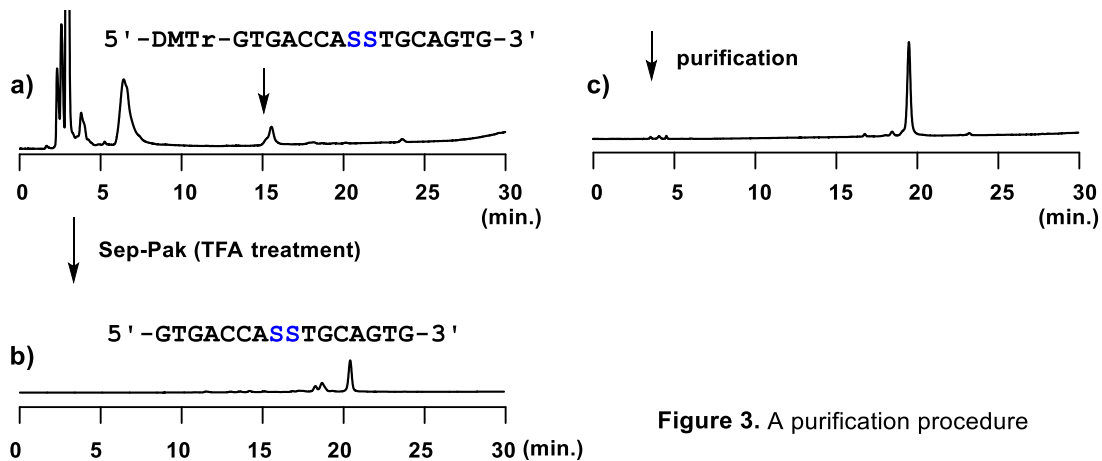 a)
5'-DMTr-GTGACCASSTGCAGTG-3'
0 5 10 15 20 25 30
(min.)
Sep-Pak (TFA treatment)
b)
5'-GTGACCASSTGCAGTG-3'
0 5 10 15 20 25 30 (min.)
c)
purification
0 5 10 15 20 25 30
(min.)
Figure 3. A purification procedure